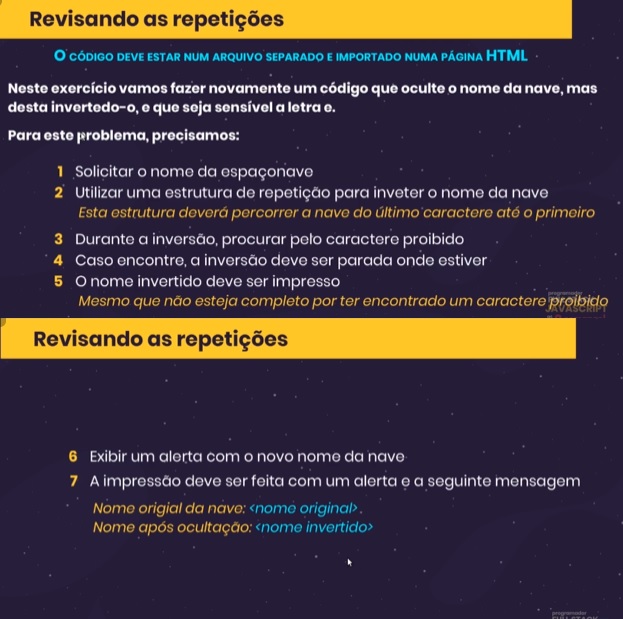 Revisando as repetições
O CÓDIGO DEVE ESTAR NUM ARQUIVO SEPARADO E IMPORTADO NUMA PÁGINA HTML
Neste exercício vamos fazer novamente um código que oculte o nome da nave, mas
desta invertedo-o, e que seja sensível a letra e.
Para este problema, precisamos:
1 Solicitar o nome da espaçonave
2 Utilizar uma estrutura de repetição para inveter o nome da nave
Esta estrutura deverá percorrer a nave do último caractere até o primeiro
3 Durante a inversão, procurar pelo caractere proibido
4 Caso encontre, a inversão deve ser parada onde estiver
5 O nome invertido deve ser impresso
Mesmo que não esteja completo por ter encontrado um caractere proibido
programador
JAVASCRIPT
Revisando as repetições
6 Exibir um alerta com o novo nome da nave
7 A impressão deve ser feita com um alerta e a seguinte mensagem
Nome origial da nave: <nome original>.
Nome após ocultação: <nome invertido>
programador